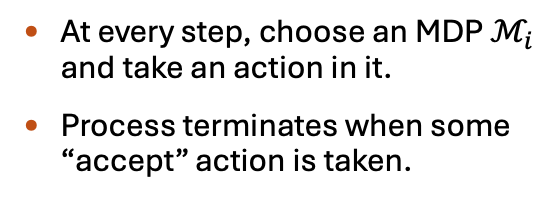 • At every step, choose an MDP ℳᵢ
and take an action in it.
• Process terminates when some
“accept” action is taken.